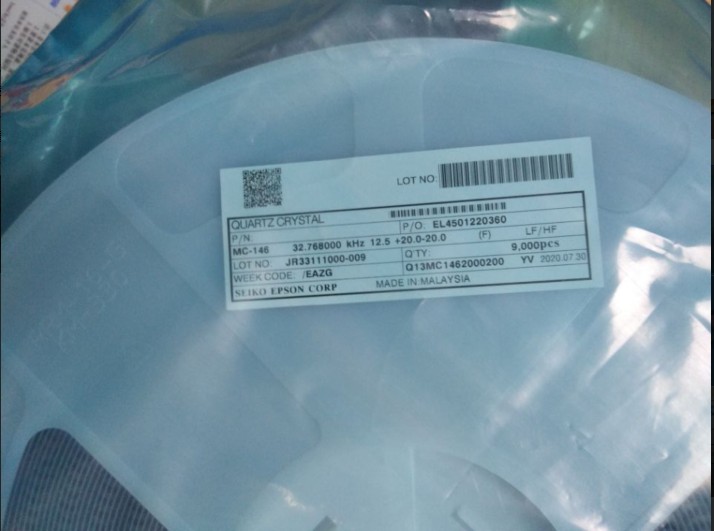 LOT NO:
QUARTZ CRYSTAL
P/O. EL4501220360
P/N.
MC-146 32.768000 kHz 12.5 +20.0-20.0 (F) LF/HF
LOT NO: JR33111000-009 Q'TY: 9,000pcs
WEEK CODE: /EAZG Q13MC1462000200 YV 2020.07.30
SEIKO EPSON CORP MADE IN MALAYSIA